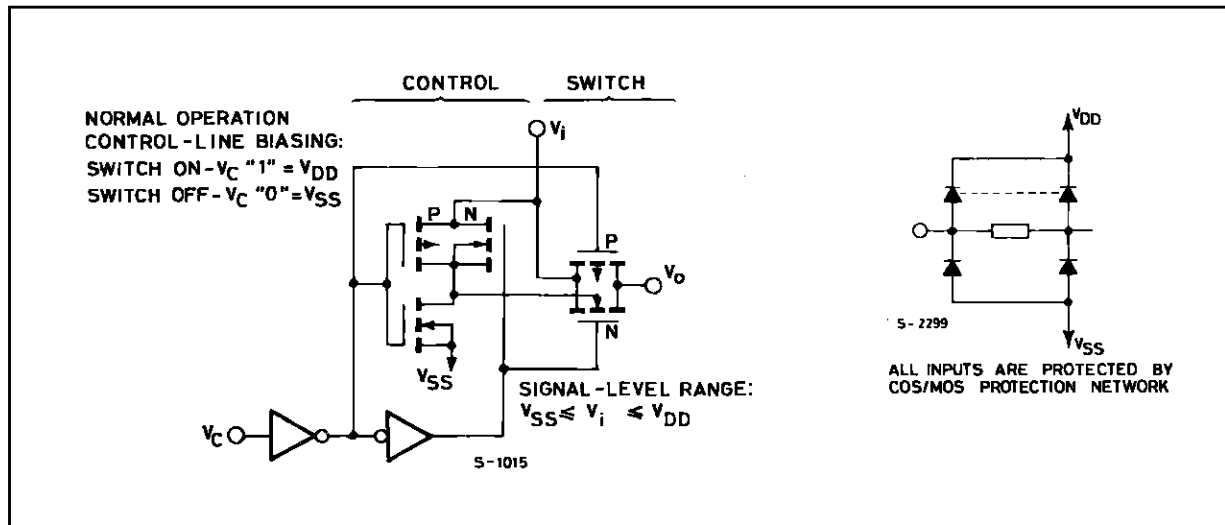 CONTROL
SWITCH
NORMAL OPERATION
CONTROL-LINE BIASING:
SWITCH ON-VC "1" = VDD
SWITCH OFF-VC "0"=VSS
Vi
P N
P
Vo
N
VSS
SIGNAL-LEVEL RANGE:
VSS ≤ Vi ≤ VDD
VC
S-1015
VDD
S-2299
VSS
ALL INPUTS ARE PROTECTED BY
COS/MOS PROTECTION NETWORK